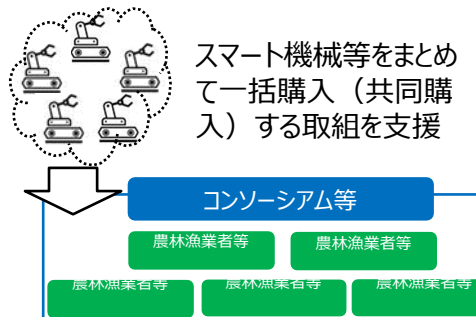 スマート機械等をまとめ
て一括購入（共同購
入）する取組を支援
コンソーシアム等
農林漁業者等 農林漁業者等
農林漁業者等 農林漁業者等 農林漁業者等